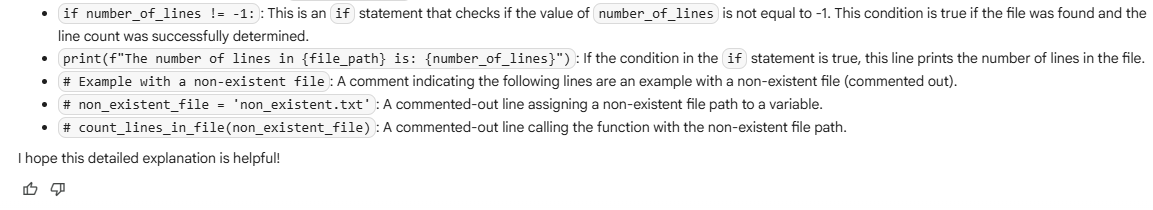 if number_of_lines != -1:: This is an if statement that checks if the value of number_of_lines is not equal to -1. This condition is true if the file was found and the
line count was successfully determined.
print(f"The number of lines in {file_path} is: {number_of_lines}"): If the condition in the if statement is true, this line prints the number of lines in the file.
# Example with a non-existent file: A comment indicating the following lines are an example with a non-existent file (commented out).
# non_existent_file = 'non_existent.txt': A commented-out line assigning a non-existent file path to a variable.
# count_lines_in_file(non_existent_file): A commented-out line calling the function with the non-existent file path.
I hope this detailed explanation is helpful!